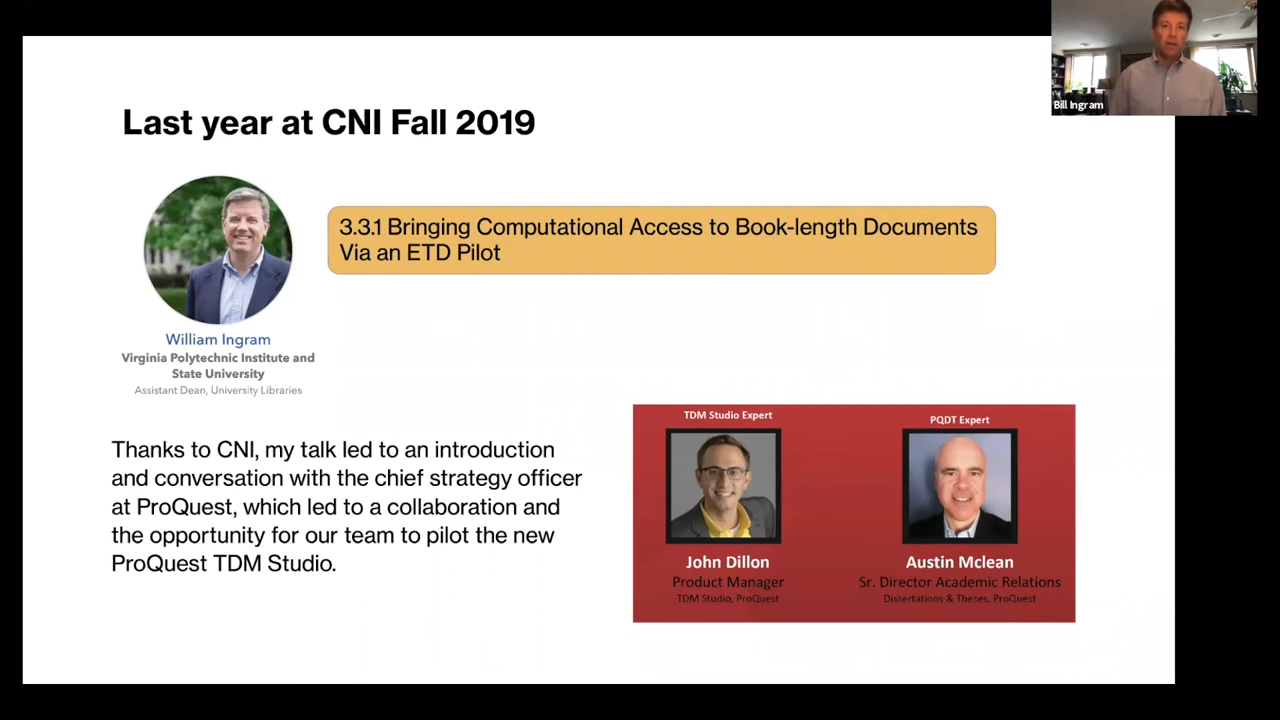 Bill Ingram
Last year at CNI Fall 2019
3.3.1 Bringing Computational Access to Book-length Documents
Via an ETD Pilot
William Ingram
Virginia Polytechnic Institute and
State University
Assistant Dean, University Libraries
Thanks to CNI, my talk led to an introduction
and conversation with the chief strategy officer
at ProQuest, which led to a collaboration and
the opportunity for our team to pilot the new
ProQuest TDM Studio.
TDM Studio Expert
John Dillon
Product Manager
TDM Studio, ProQuest
PQDT Expert
Austin Mclean
Sr. Director Academic Relations
Dissertations & Theses, ProQuest